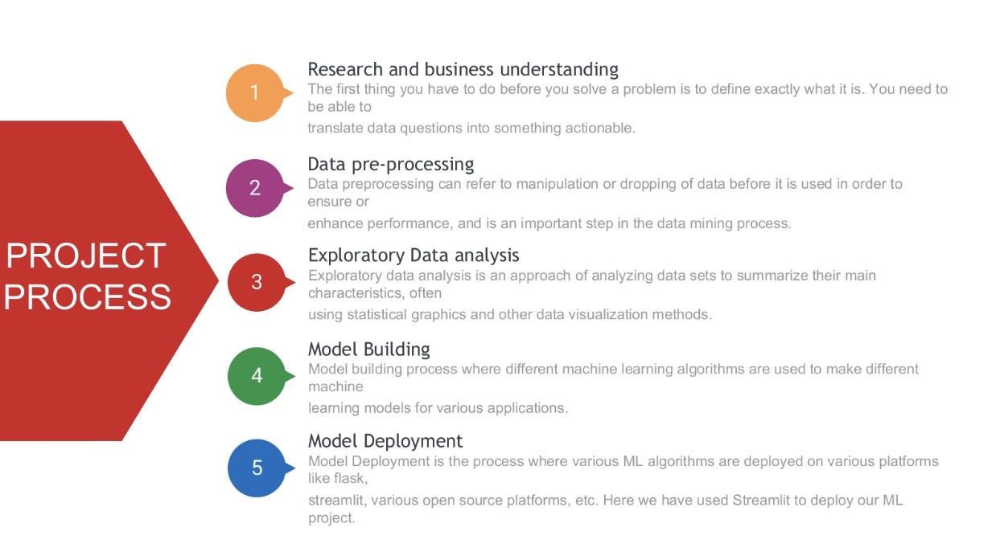 PROJECT
PROCESS
1
Research and business understanding
The first thing you have to do before you solve a problem is to define exactly what it is. You need to
be able to
translate data questions into something actionable.
2
Data pre-processing
Data preprocessing can refer to manipulation or dropping of data before it is used in order to
ensure or
enhance performance, and is an important step in the data mining process.
3
Exploratory Data analysis
Exploratory data analysis is an approach of analyzing data sets to summarize their main
characteristics, often
using statistical graphics and other data visualization methods.
4
Model Building
Model building process where different machine learning algorithms are used to make different
machine
learning models for various applications.
5
Model Deployment
Model Deployment is the process where various ML algorithms are deployed on various platforms
like flask,
streamlit, various open source platforms, etc. Here we have used Streamlit to deploy our ML
project.